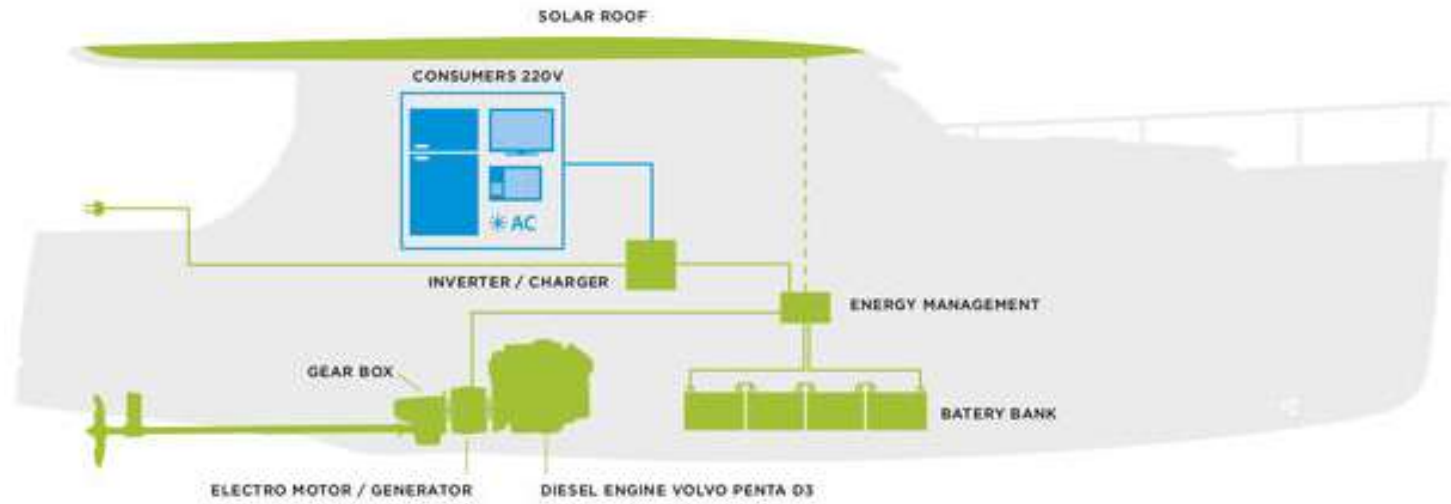 SOLAR ROOF
CONSUMERS 220V
AC
INVERTER / CHARGER
ENERGY MANAGEMENT
GEAR BOX
BATERY BANK
ELECTRO MOTOR / GENERATOR
DIESEL ENGINE VOLVO PENTA D3